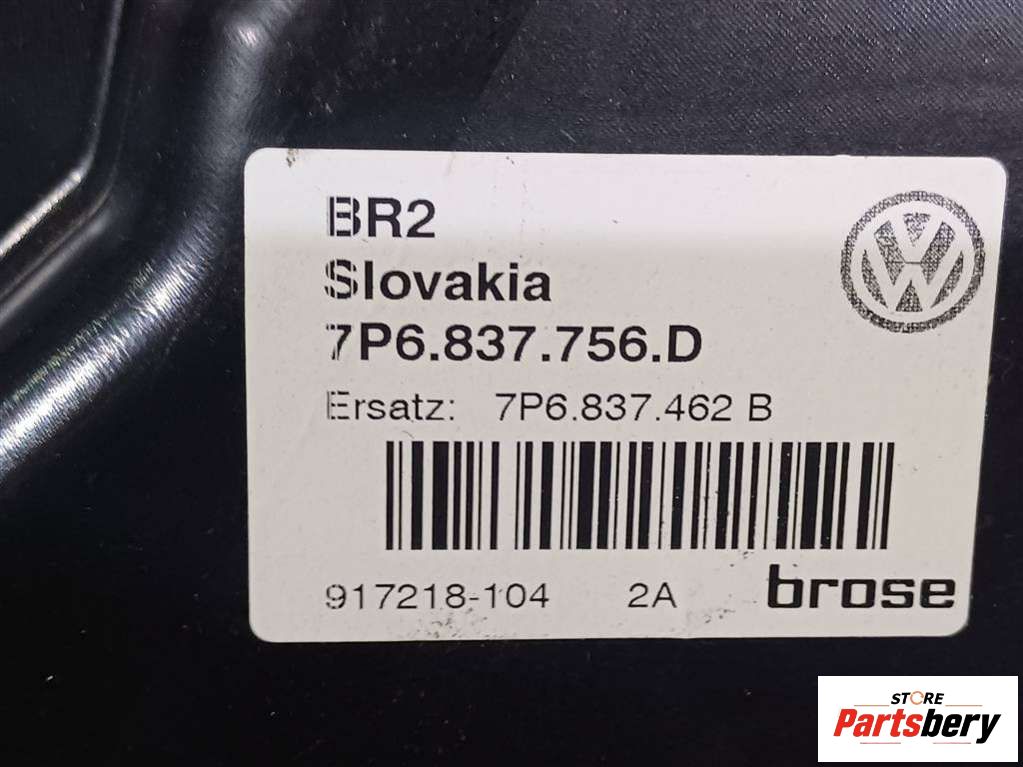 BR2
Slovakia
7P6.837.756.D
Ersatz: 7P6.837.462 B
917218-104 2A brose
STORE
Partsbery